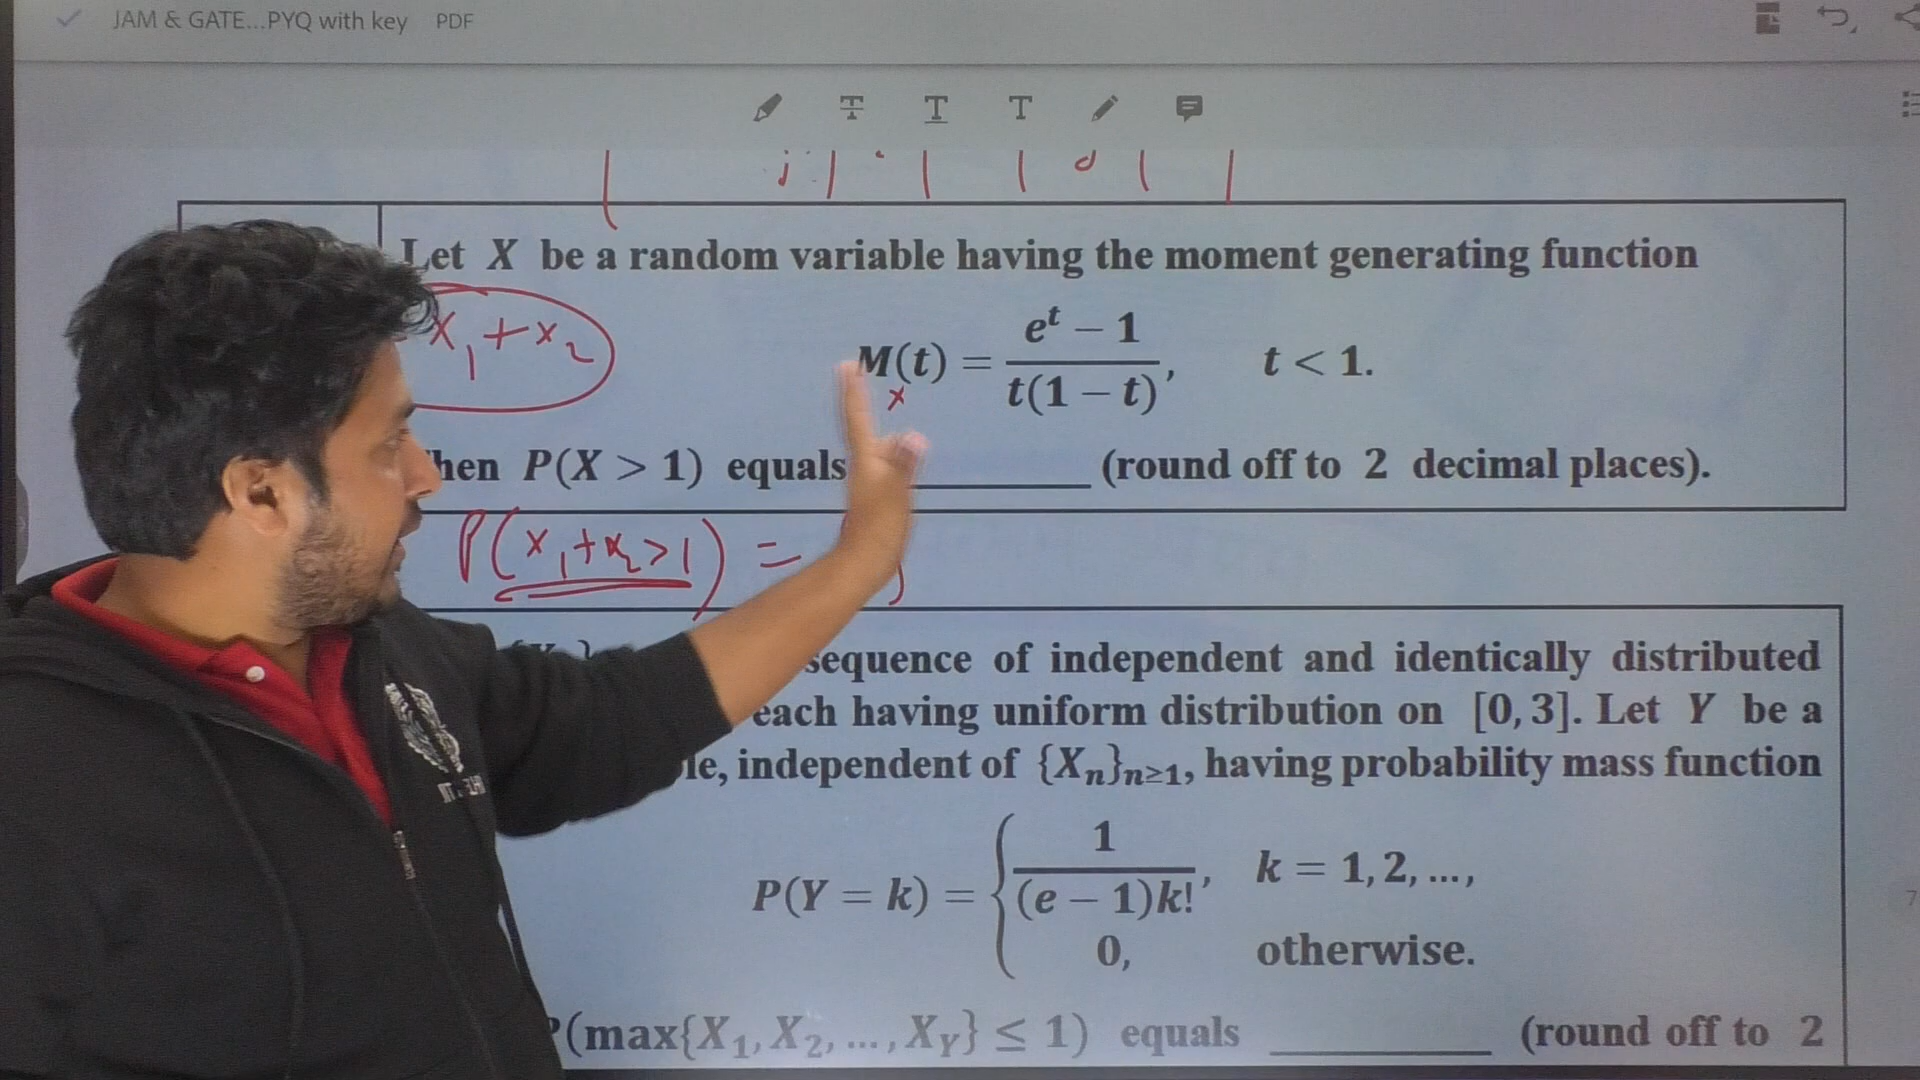 JAM & GATE...PYQ with key PDF
Let X be a random variable having the moment generating function
x₁+x₂
M(t) = (e^t − 1) / (t(1 − t)), t < 1.
x
hen P(X > 1) equals ________ (round off to 2 decimal places).
P(x₁+x₂>1) =
sequence of independent and identically distributed
each having uniform distribution on [0, 3]. Let Y be a
le, independent of {Xₙ}ₙ≥₁, having probability mass function
P(Y = k) = { 1 / ((e − 1)k!), k = 1, 2, ...,
0, otherwise.
P(max{X₁, X₂, ..., X_Y} ≤ 1) equals ________ (round off to 2